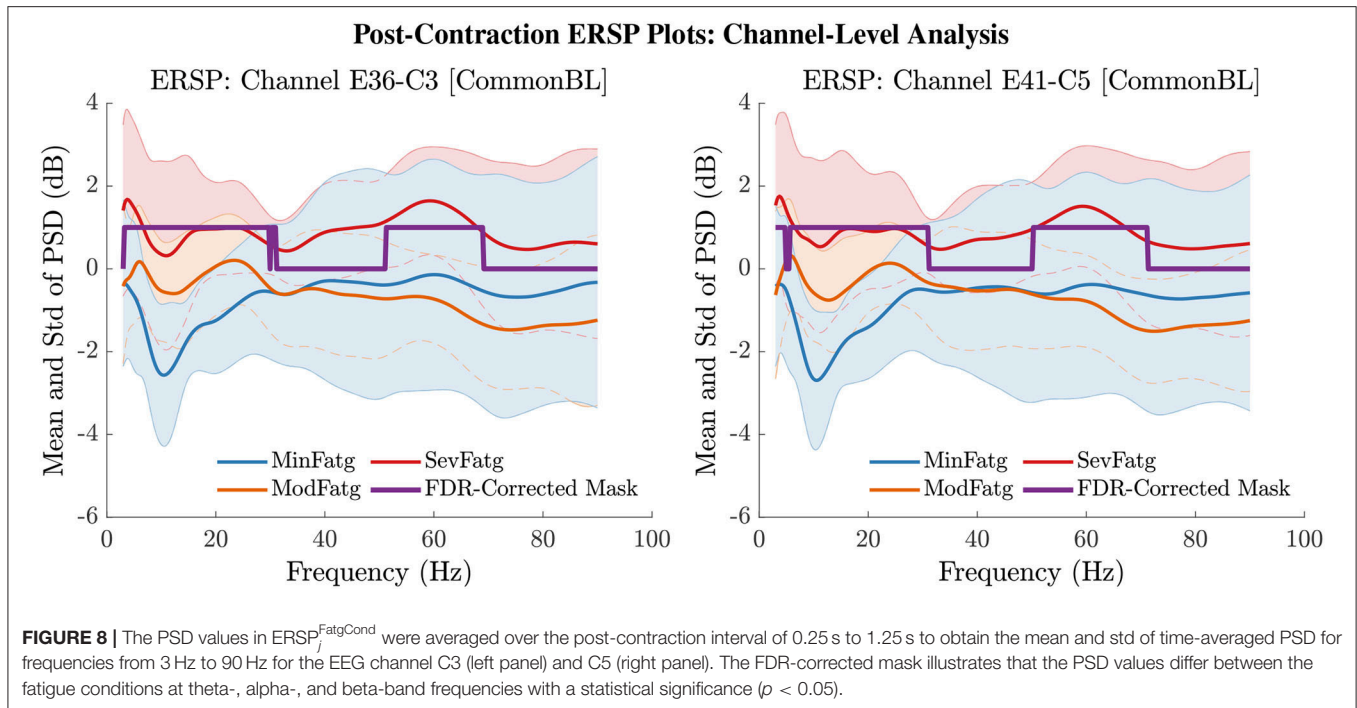 Post-Contraction ERSP Plots: Channel-Level Analysis
ERSP: Channel E36-C3 [CommonBL]
Mean and Std of PSD (dB)
4
2
0
-2
-4
-6
MinFatg
SevFatg
ModFatg
FDR-Corrected Mask
0
20
40
60
80
100
Frequency (Hz)
ERSP: Channel E41-C5 [CommonBL]
Mean and Std of PSD (dB)
4
2
0
-2
-4
-6
MinFatg
SevFatg
ModFatg
FDR-Corrected Mask
0
20
40
60
80
100
Frequency (Hz)
FIGURE 8 | The PSD values in ERSP_j^FatgCond were averaged over the post-contraction interval of 0.25 s to 1.25 s to obtain the mean and std of time-averaged PSD for
frequencies from 3 Hz to 90 Hz for the EEG channel C3 (left panel) and C5 (right panel). The FDR-corrected mask illustrates that the PSD values differ between the
fatigue conditions at theta-, alpha-, and beta-band frequencies with a statistical significance (p < 0.05).